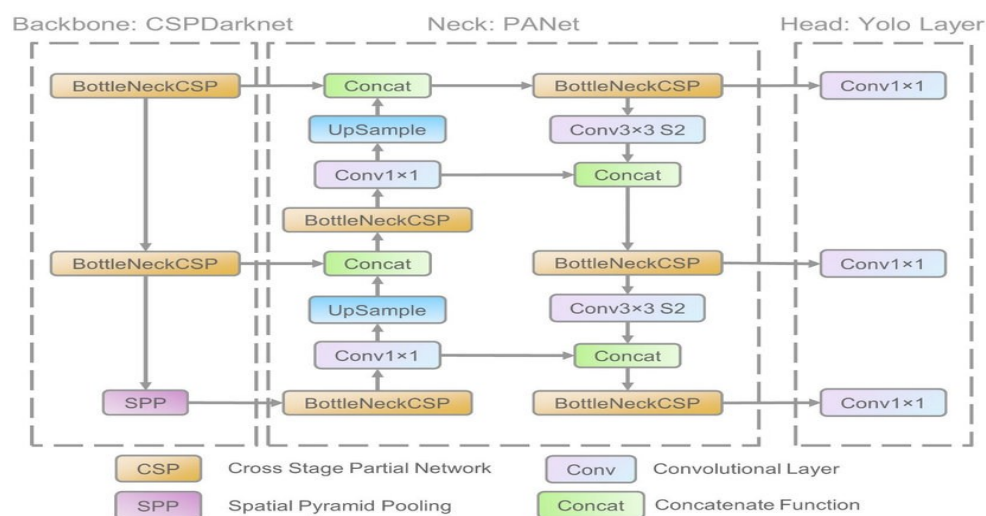 Backbone: CSPDarknet
Neck: PANet
Head: Yolo Layer
BottleNeckCSP
Concat
BottleNeckCSP
Conv1×1
UpSample
Conv3×3 S2
Conv1×1
Concat
BottleNeckCSP
BottleNeckCSP
Concat
BottleNeckCSP
Conv1×1
UpSample
Conv3×3 S2
Conv1×1
Concat
SPP
BottleNeckCSP
BottleNeckCSP
Conv1×1
CSP
Cross Stage Partial Network
Conv
Convolutional Layer
SPP
Spatial Pyramid Pooling
Concat
Concatenate Function